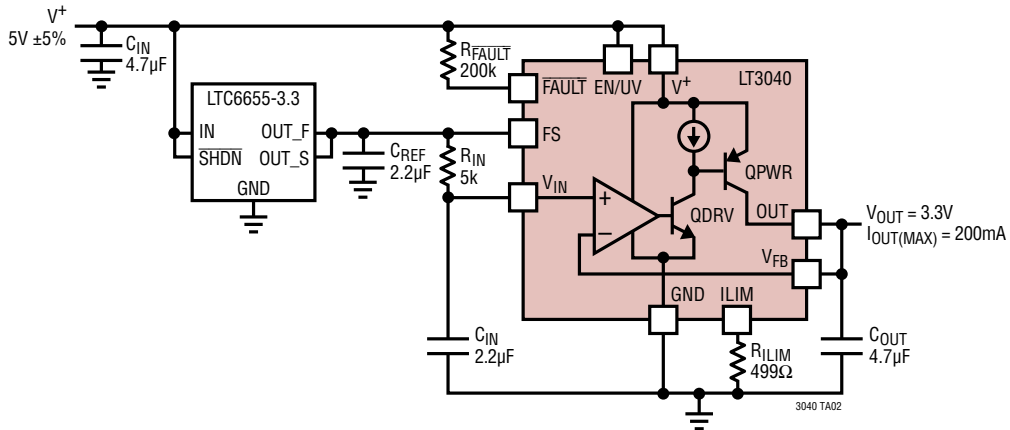 V+
5V ±5%
CIN
4.7µF
RFAULT
200k
LT3040
FAULT
EN/UV
V+
LTC6655-3.3
IN
OUT_F
SHDN
OUT_S
GND
FS
CREF
2.2µF
RIN
5k
VIN
+
–
QDRV
QPWR
OUT
VOUT = 3.3V
IOUT(MAX) = 200mA
VFB
GND
ILIM
CIN
2.2µF
RILIM
499Ω
COUT
4.7µF
3040 TA02